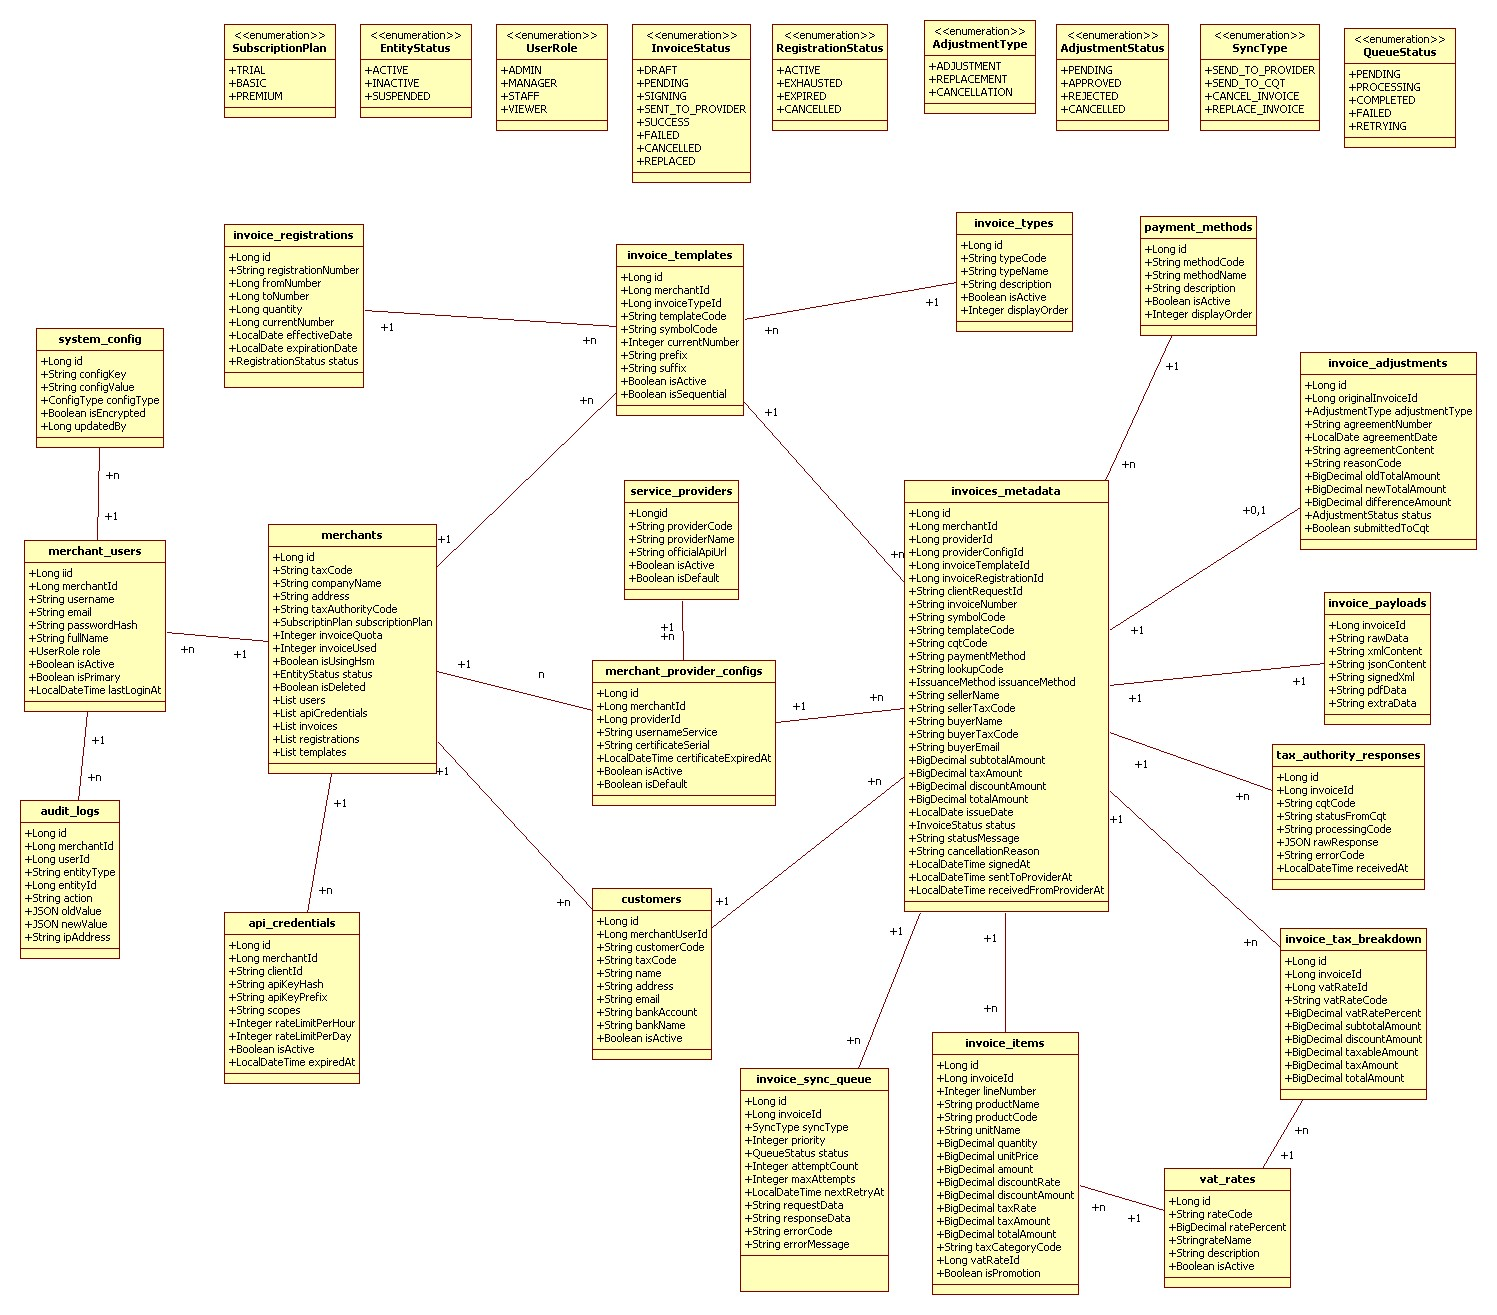 <<enumeration>>
SubscriptionPlan
+TRIAL
+BASIC
+PREMIUM
<<enumeration>>
EntityStatus
+ACTIVE
+INACTIVE
+SUSPENDED
<<enumeration>>
UserRole
+ADMIN
+MANAGER
+STAFF
+VIEWER
<<enumeration>>
InvoiceStatus
+DRAFT
+PENDING
+SIGNING
+SENT_TO_PROVIDER
+SUCCESS
+FAILED
+CANCELLED
+REPLACED
<<enumeration>>
RegistrationStatus
+ACTIVE
+EXHAUSTED
+EXPIRED
+CANCELLED
<<enumeration>>
AdjustmentType
+ADJUSTMENT
+REPLACEMENT
+CANCELLATION
<<enumeration>>
AdjustmentStatus
+PENDING
+APPROVED
+REJECTED
+CANCELLED
<<enumeration>>
SyncType
+SEND_TO_PROVIDER
+SEND_TO_CQT
+CANCEL_INVOICE
+REPLACE_INVOICE
<<enumeration>>
QueueStatus
+PENDING
+PROCESSING
+COMPLETED
+FAILED
+RETRYING
invoice_registrations
+Long id
+String registrationNumber
+Long fromNumber
+Long toNumber
+Long quantity
+Long currentNumber
+LocalDate effectiveDate
+LocalDate expirationDate
+RegistrationStatus status
+1
+n
invoice_templates
+Long id
+Long merchantId
+Long invoiceTypeId
+String templateCode
+String symbolCode
+Integer currentNumber
+String prefix
+String suffix
+Boolean isActive
+Boolean isSequential
+n
+1
invoice_types
+Long id
+String typeCode
+String typeName
+String description
+Boolean isActive
+Integer displayOrder
payment_methods
+Long id
+String methodCode
+String methodName
+String description
+Boolean isActive
+Integer displayOrder
+1
+n
system_config
+Long id
+String configKey
+String configValue
+ConfigType configType
+Boolean isEncrypted
+Long updatedBy
+n
+1
+n
+1
+1
+n
invoice_adjustments
+Long id
+Long originalInvoiceId
+AdjustmentType adjustmentType
+String agreementNumber
+LocalDate agreementDate
+String agreementContent
+String reasonCode
+BigDecimal oldTotalAmount
+BigDecimal newTotalAmount
+BigDecimal differenceAmount
+AdjustmentStatus status
+Boolean submittedToCqt
+0,1
+1
merchant_users
+Long iid
+Long merchantId
+String username
+String email
+String passwordHash
+String fullName
+UserRole role
+Boolean isActive
+Boolean isPrimary
+LocalDateTime lastLoginAt
+n
+1
merchants
+Long id
+String taxCode
+String companyName
+String address
+String taxAuthorityCode
+SubscriptinPlan subscriptionPlan
+Integer invoiceQuota
+Integer invoiceUsed
+Boolean isUsingHsm
+EntityStatus status
+Boolean isDeleted
+List users
+List apiCredentials
+List invoices
+List registrations
+List templates
service_providers
+Longid
+String providerCode
+String providerName
+String officialApiUrl
+Boolean isActive
+Boolean isDefault
+1
+n
+1
n
merchant_provider_configs
+Long id
+Long merchantId
+Long providerId
+String usernameService
+String certificateSerial
+LocalDateTime certificateExpiredAt
+Boolean isActive
+Boolean isDefault
+1
+n
invoices_metadata
+Long id
+Long merchantId
+Long providerId
+Long providerConfigId
+Long invoiceTemplateId
+Long invoiceRegistrationId
+String clientRequestId
+String invoiceNumber
+String symbolCode
+String templateCode
+String cqtCode
+String paymentMethod
+String lookupCode
+IssuanceMethod issuanceMethod
+String sellerName
+String sellerTaxCode
+String buyerName
+String buyerTaxCode
+String buyerEmail
+BigDecimal subtotalAmount
+BigDecimal taxAmount
+BigDecimal discountAmount
+BigDecimal totalAmount
+LocalDate issueDate
+InvoiceStatus status
+String statusMessage
+String cancellationReason
+LocalDateTime signedAt
+LocalDateTime sentToProviderAt
+LocalDateTime receivedFromProviderAt
invoice_payloads
+Long invoiceId
+String rawData
+String xmlContent
+String jsonContent
+String signedXml
+String pdfData
+String extraData
+1
+1
tax_authority_responses
+Long id
+Long invoiceId
+String cqtCode
+String statusFromCqt
+String processingCode
+JSON rawResponse
+String errorCode
+LocalDateTime receivedAt
+1
+n
+1
+n
audit_logs
+Long id
+Long merchantId
+Long userId
+String entityType
+Long entityId
+String action
+JSON oldValue
+JSON newValue
+String ipAddress
+1
+n
api_credentials
+Long id
+Long merchantId
+String clientId
+String apiKeyHash
+String apiKeyPrefix
+String scopes
+Integer rateLimitPerHour
+Integer rateLimitPerDay
+Boolean isActive
+LocalDateTime expiredAt
+1
+n
customers
+Long id
+Long merchantUserId
+String customerCode
+String taxCode
+String name
+String address
+String email
+String bankAccount
+String bankName
+Boolean isActive
+n
+1
+1
+n
invoice_tax_breakdown
+Long id
+Long invoiceId
+Long vatRateId
+String vatRateCode
+BigDecimal vatRatePercent
+BigDecimal subtotalAmount
+BigDecimal discountAmount
+BigDecimal taxableAmount
+BigDecimal taxAmount
+BigDecimal totalAmount
+n
+1
+1
+n
invoice_sync_queue
+Long id
+Long invoiceId
+SyncType syncType
+Integer priority
+QueueStatus status
+Integer attemptCount
+Integer maxAttempts
+LocalDateTime nextRetryAt
+String requestData
+String responseData
+String errorCode
+String errorMessage
+1
+n
invoice_items
+Long id
+Long invoiceId
+Integer lineNumber
+String productName
+String productCode
+String unitName
+BigDecimal quantity
+BigDecimal unitPrice
+BigDecimal amount
+BigDecimal discountRate
+BigDecimal discountAmount
+BigDecimal taxRate
+BigDecimal taxAmount
+BigDecimal totalAmount
+String taxCategoryCode
+Long vatRateId
+Boolean isPromotion
+n
+1
vat_rates
+Long id
+String rateCode
+BigDecimal ratePercent
+StringrateName
+String description
+Boolean isActive